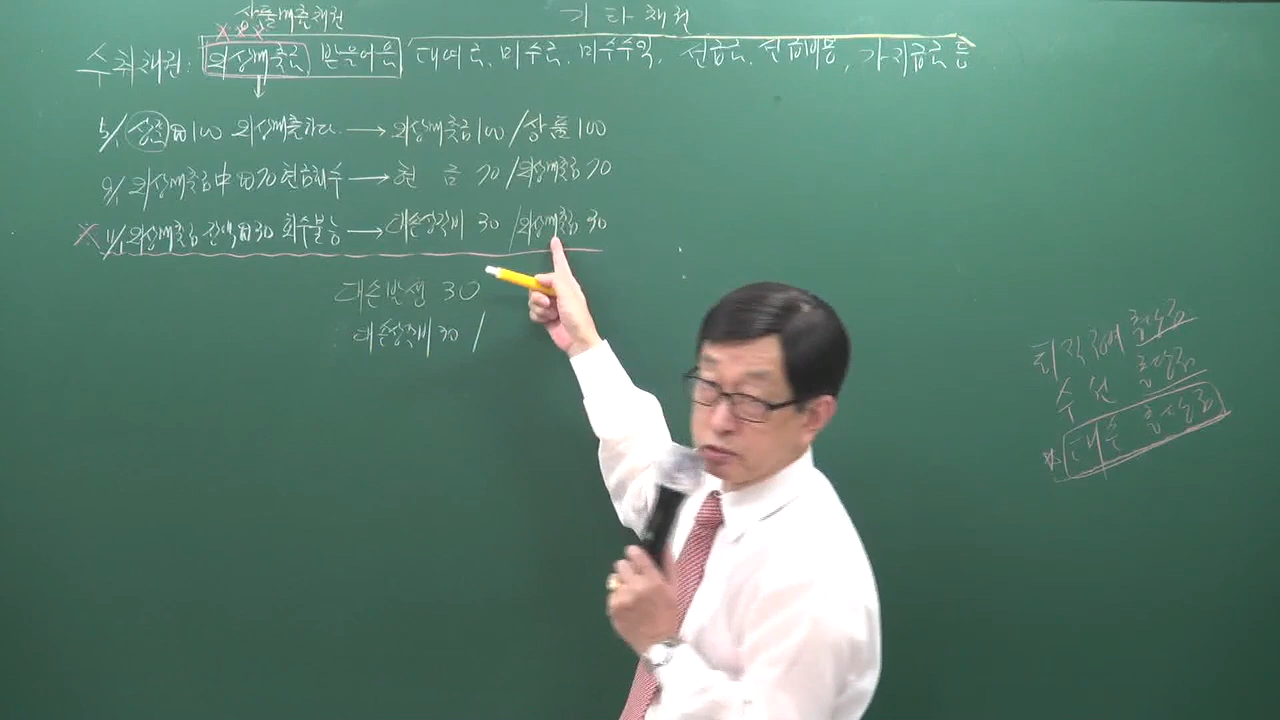 상품매출채권 기타채권
수취채권: 외상매출금 받을어음 대여금, 미수금, 미수수익, 선급금, 선급비용, 가지급금 등
5/1 상품 ₩100 외상매출하다. → 외상매출금 100 / 상품 100
9/1 외상매출금 中 ₩70 현금회수 → 현금 70 / 외상매출금 70
※ 11/1 외상매출금 잔액 ₩30 회수불능 → 대손상각비 30 / 외상매출금 30
대손발생 30
대손상각비 30 /
퇴직급여 충당금
수선 충당금
대손 충당금